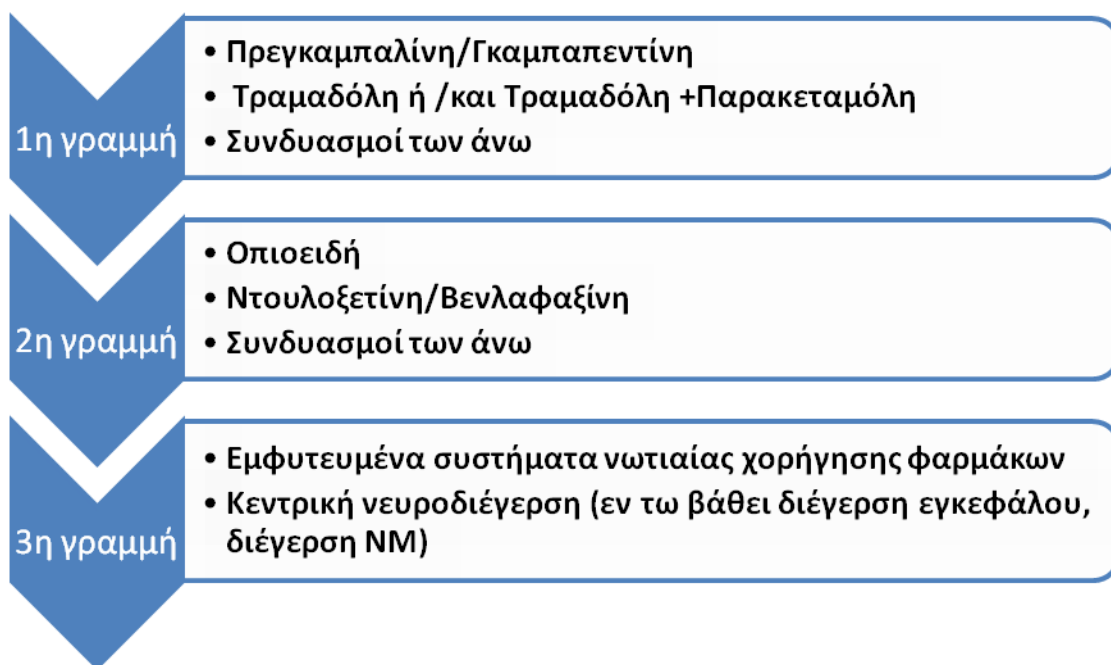 1η γραμμή
• Πρεγκαμπαλίνη/Γκαμπαπεντίνη
• Τραμαδόλη ή /και Τραμαδόλη +Παρακεταμόλη
• Συνδυασμοί των άνω
2η γραμμή
• Οπιοειδή
• Ντουλοξετίνη/Βενλαφαξίνη
• Συνδυασμοί των άνω
3η γραμμή
• Εμφυτευμένα συστήματα νωτιαίας χορήγησης φαρμάκων
• Κεντρική νευροδιέγερση (εν τω βάθει διέγερση εγκεφάλου,
διέγερση ΝΜ)